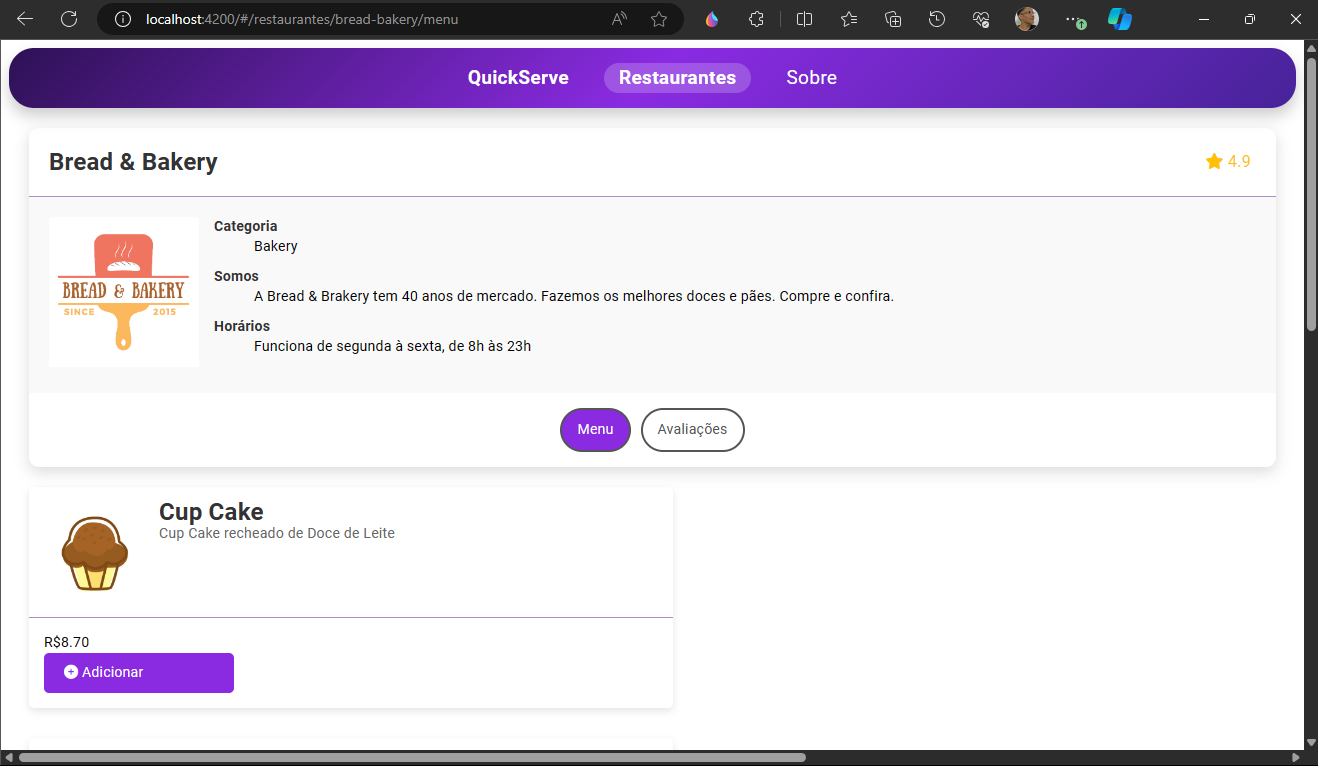 localhost:4200/#/restaurantes/bread-bakery/menu
QuickServe Restaurantes Sobre
Bread & Bakery
4.9
BREAD & BAKERY
SINCE 2015
Categoria
Bakery
Somos
A Bread & Brakery tem 40 anos de mercado. Fazemos os melhores doces e pães. Compre e confira.
Horários
Funciona de segunda à sexta, de 8h às 23h
Menu Avaliações
Cup Cake
Cup Cake recheado de Doce de Leite
R$8.70
Adicionar